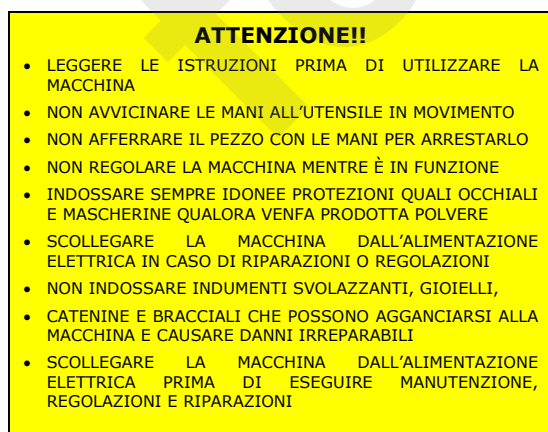 ATTENZIONE!!
• LEGGERE LE ISTRUZIONI PRIMA DI UTILIZZARE LA
MACCHINA
• NON AVVICINARE LE MANI ALL'UTENSILE IN MOVIMENTO
• NON AFFERRARE IL PEZZO CON LE MANI PER ARRESTARLO
• NON REGOLARE LA MACCHINA MENTRE È IN FUNZIONE
• INDOSSARE SEMPRE IDONEE PROTEZIONI QUALI OCCHIALI
E MASCHERINE QUALORA VENFA PRODOTTA POLVERE
• SCOLLEGARE LA MACCHINA DALL'ALIMENTAZIONE
ELETTRICA IN CASO DI RIPARAZIONI O REGOLAZIONI
• NON INDOSSARE INDUMENTI SVOLAZZANTI, GIOIELLI,
• CATENINE E BRACCIALI CHE POSSONO AGGANCIARSI ALLA
MACCHINA E CAUSARE DANNI IRREPARABILI
• SCOLLEGARE LA MACCHINA DALL'ALIMENTAZIONE
ELETTRICA PRIMA DI ESEGUIRE MANUTENZIONE,
REGOLAZIONI E RIPARAZIONI